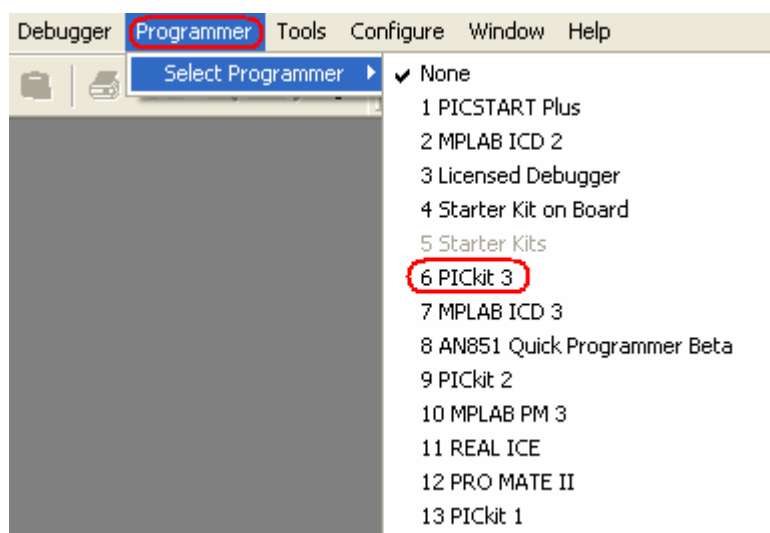 Debugger Programmer Tools Configure Window Help
Select Programmer
None
1 PICSTART Plus
2 MPLAB ICD 2
3 Licensed Debugger
4 Starter Kit on Board
5 Starter Kits
6 PICkit 3
7 MPLAB ICD 3
8 AN851 Quick Programmer Beta
9 PICkit 2
10 MPLAB PM 3
11 REAL ICE
12 PRO MATE II
13 PICkit 1